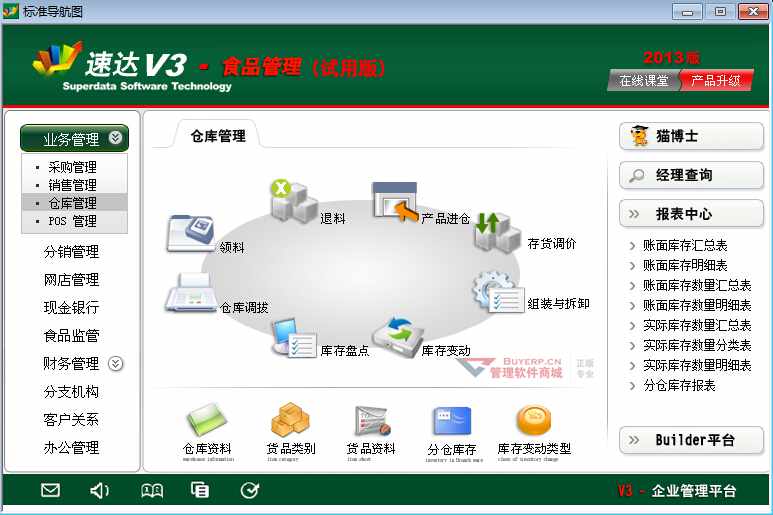 标准导航图
速达V3 - 食品管理（试用版）
Superdata Software Technology
2013版
在线课堂 产品升级
业务管理
采购管理
销售管理
仓库管理
POS 管理
分销管理
网店管理
现金银行
食品监管
财务管理
分支机构
客户关系
办公管理
仓库管理
退料
产品进仓
领料
存货调价
仓库调拨
组装与拆卸
库存盘点
库存变动
BUYERP.CN
管理软件商城
正版
专业
仓库资料
warehouse information
货品类别
item category
货品资料
item sheet
分仓库存
inventory in branch ware
库存变动类型
class of inventory change
猫博士
经理查询
报表中心
账面库存汇总表
账面库存明细表
账面库存数量汇总表
账面库存数量明细表
实际库存数量汇总表
实际库存数量分类表
实际库存数量明细表
分仓库存报表
Builder平台
V3 - 企业管理平台